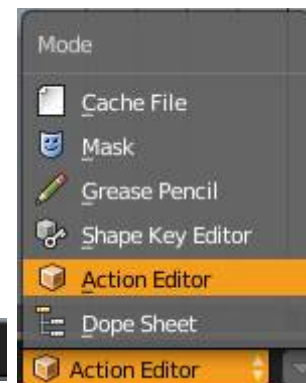 Mode
Cache File
Mask
Grease Pencil
Shape Key Editor
Action Editor
Dope Sheet
Action Editor